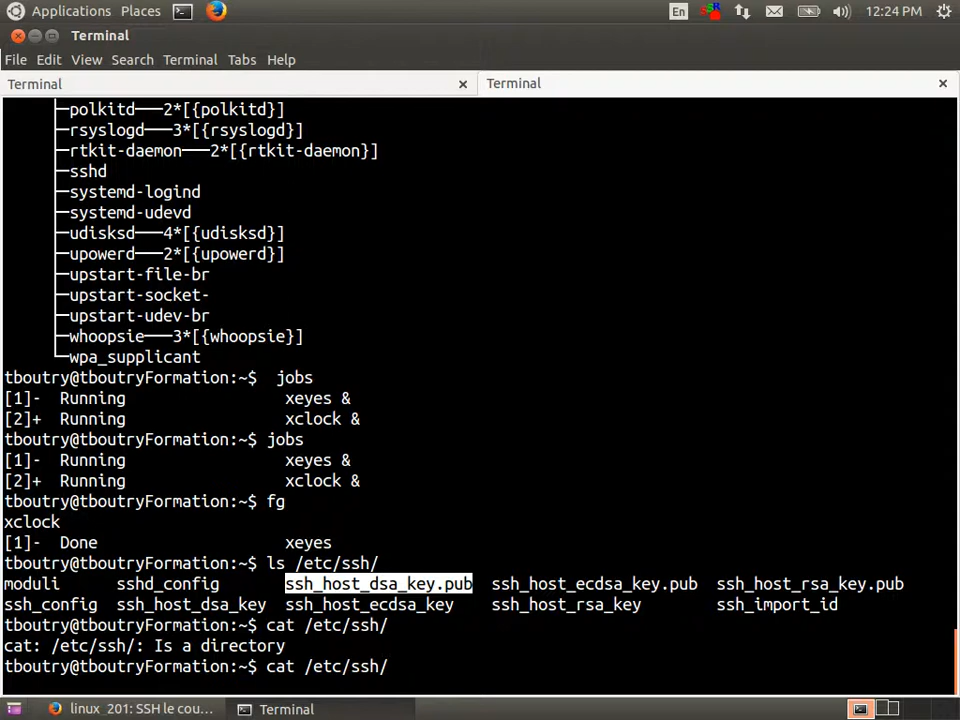 Applications Places En 12:24 PM
Terminal
File Edit View Search Terminal Tabs Help
Terminal Terminal
├─polkitd───2*[{polkitd}]
├─rsyslogd───3*[{rsyslogd}]
├─rtkit-daemon───2*[{rtkit-daemon}]
├─sshd
├─systemd-logind
├─systemd-udevd
├─udisksd───4*[{udisksd}]
├─upowerd───2*[{upowerd}]
├─upstart-file-br
├─upstart-socket-
├─upstart-udev-br
├─whoopsie───3*[{whoopsie}]
└─wpa_supplicant
tboutry@tboutryFormation:~$  jobs
[1]-  Running                 xeyes &
[2]+  Running                 xclock &
tboutry@tboutryFormation:~$ jobs
[1]-  Running                 xeyes &
[2]+  Running                 xclock &
tboutry@tboutryFormation:~$ fg
xclock
[1]-  Done                    xeyes
tboutry@tboutryFormation:~$ ls /etc/ssh/
moduli      sshd_config       ssh_host_dsa_key.pub  ssh_host_ecdsa_key.pub  ssh_host_rsa_key.pub
ssh_config  ssh_host_dsa_key  ssh_host_ecdsa_key    ssh_host_rsa_key        ssh_import_id
tboutry@tboutryFormation:~$ cat /etc/ssh/
cat: /etc/ssh/: Is a directory
tboutry@tboutryFormation:~$ cat /etc/ssh/
linux_201: SSH le cou... Terminal